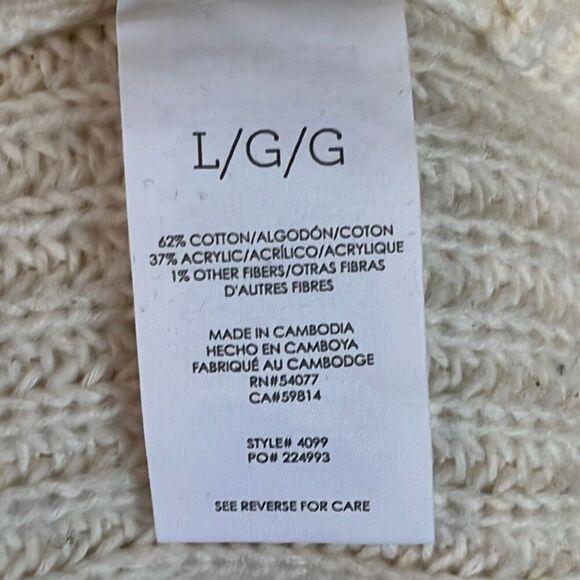 L/G/G
62% COTTON/ALGODÓN/COTON
37% ACRYLIC/ACRÍLICO/ACRYLIQUE
1% OTHER FIBERS/OTRAS FIBRAS
D'AUTRES FIBRES
MADE IN CAMBODIA
HECHO EN CAMBOYA
FABRIQUÉ AU CAMBODGE
RN#54077
CA#59814
STYLE# 4099
PO# 224993
SEE REVERSE FOR CARE